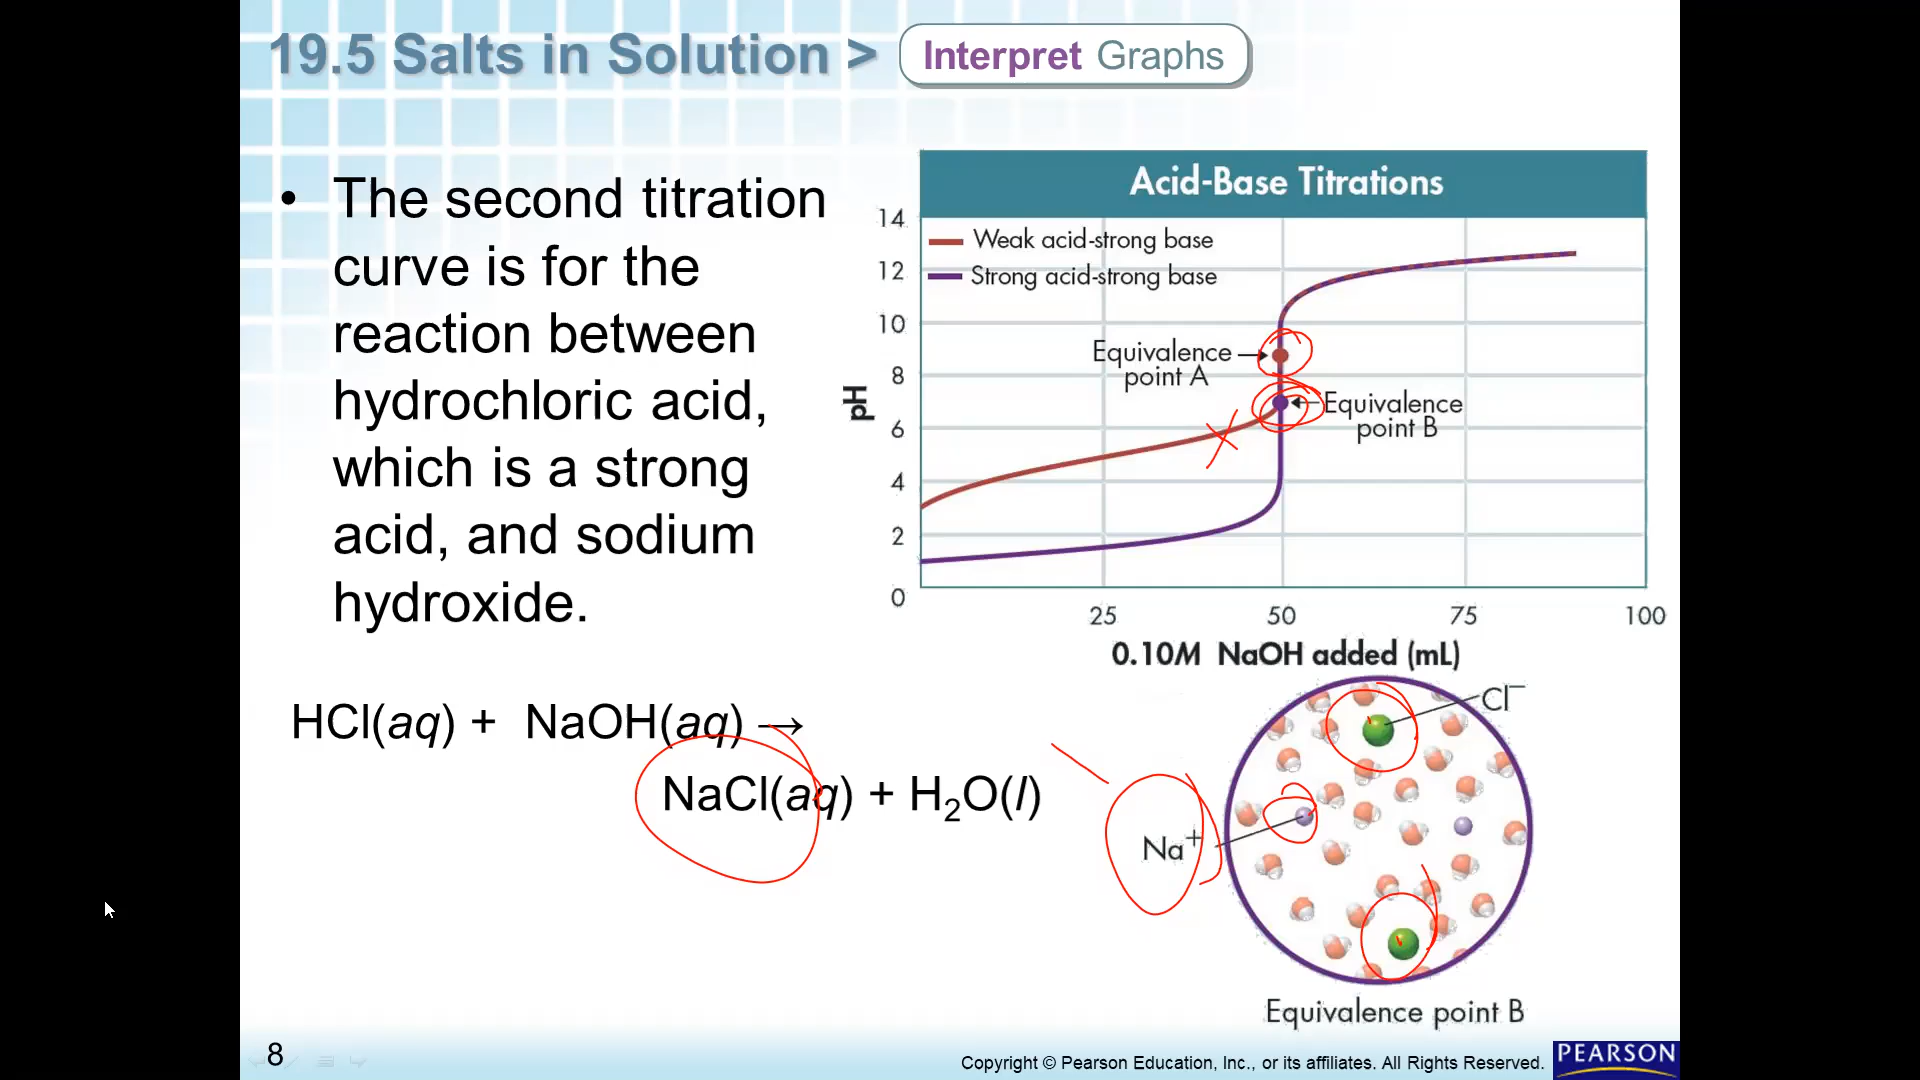 19.5 Salts in Solution > Interpret Graphs
• The second titration
curve is for the
reaction between
hydrochloric acid,
which is a strong
acid, and sodium
hydroxide.
HCl(aq) + NaOH(aq) →
NaCl(aq) + H₂O(l)
Acid-Base Titrations
14
12
10
8
6
4
2
0
pH
Weak acid-strong base
Strong acid-strong base
Equivalence
point A
Equivalence
point B
25 50 75 100
0.10M NaOH added (mL)
Cl⁻
Na⁺
Equivalence point B
8
Copyright © Pearson Education, Inc., or its affiliates. All Rights Reserved.
PEARSON